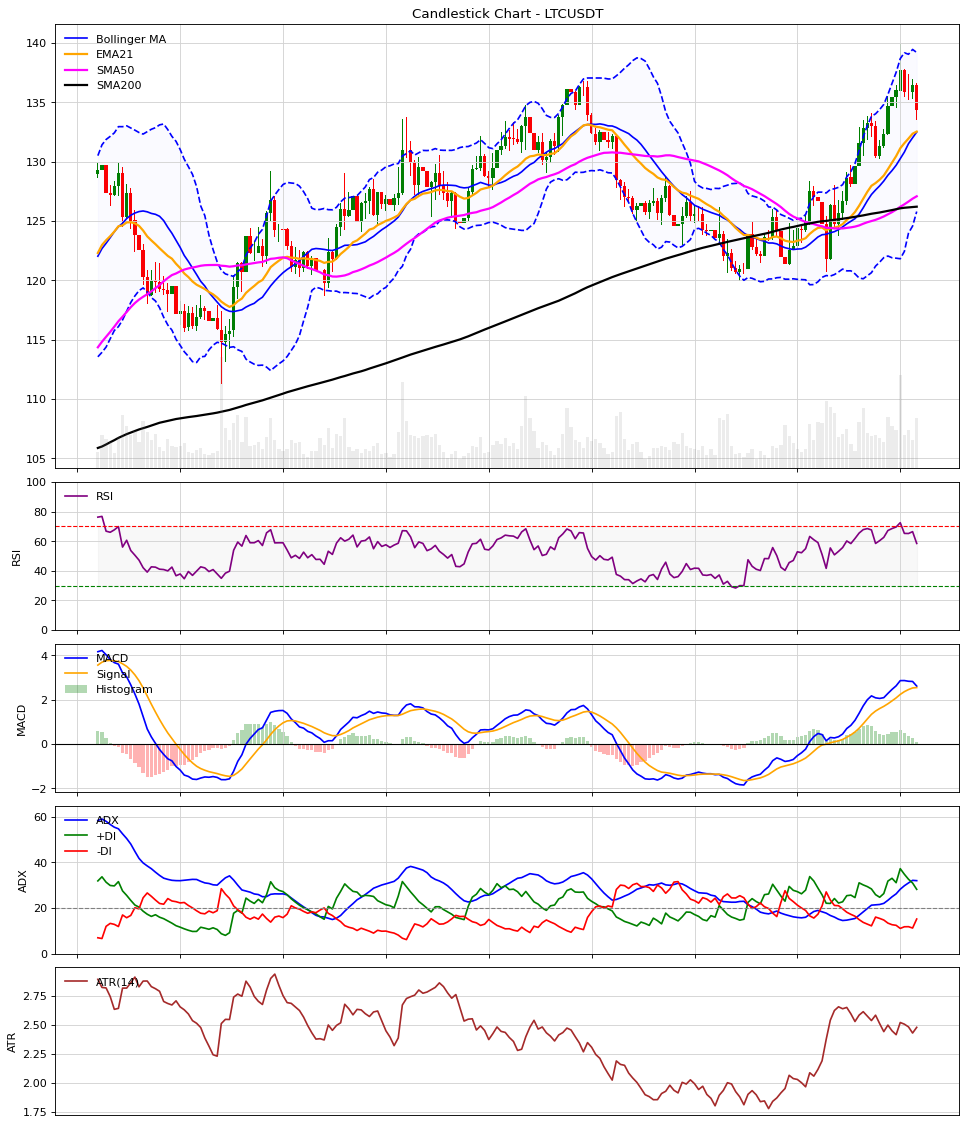 Candlestick Chart - LTCUSDT
Bollinger MA
EMA21
SMA50
SMA200
140
135
130
125
120
115
110
105
RSI
RSI
100
80
60
40
20
0
MACD
Signal
Histogram
MACD
4
2
0
−2
ADX
+DI
-DI
ADX
60
40
20
0
ATR(14)
ATR
2.75
2.50
2.25
2.00
1.75